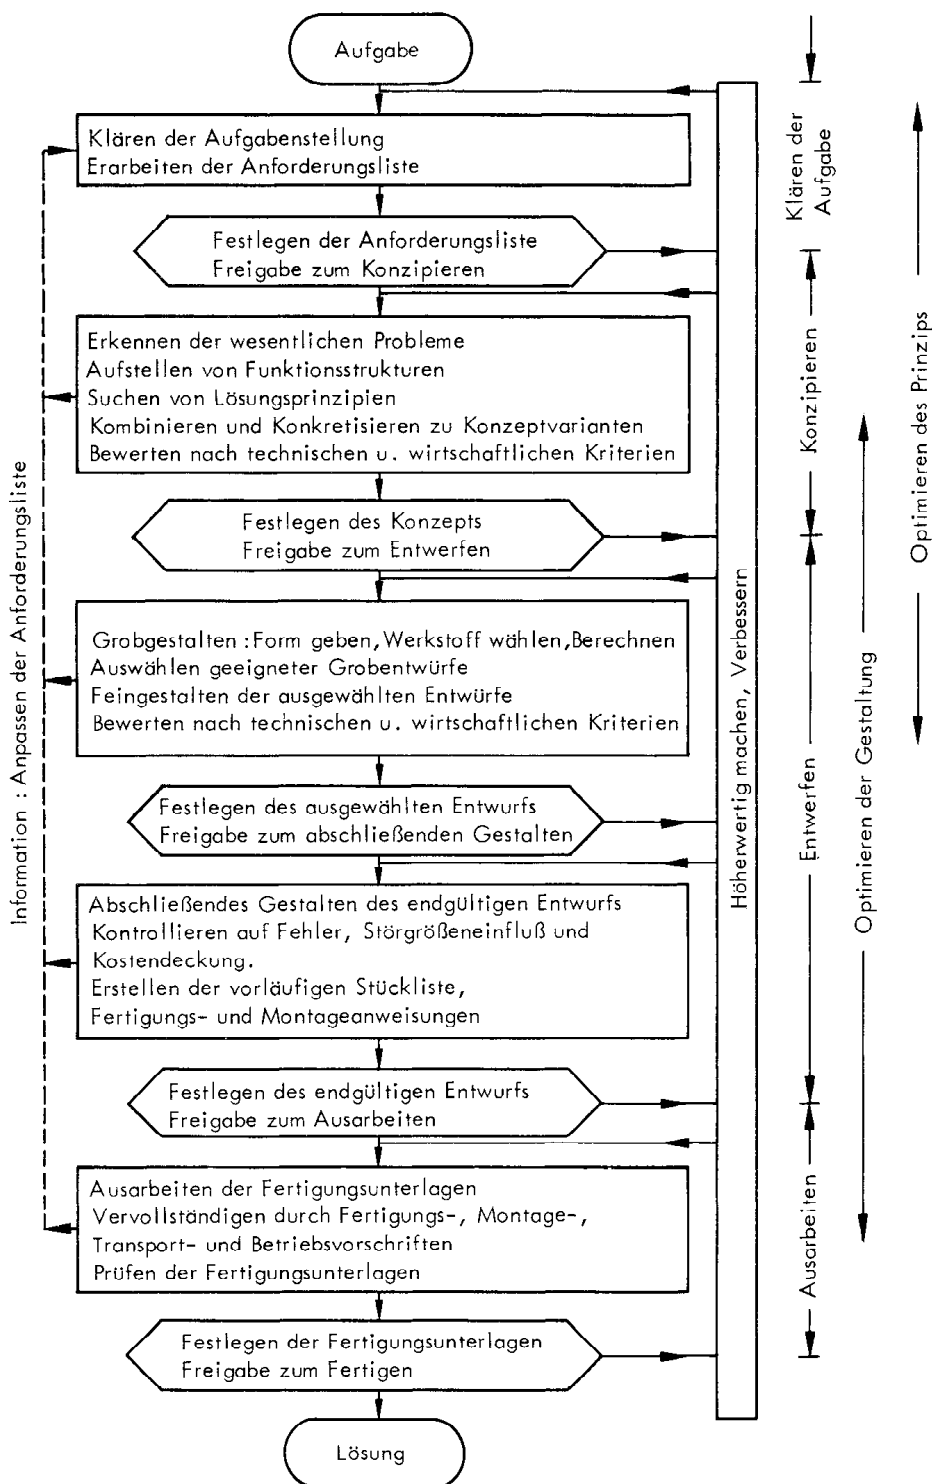 Aufgabe
Klären der Aufgabenstellung
Erarbeiten der Anforderungsliste
Festlegen der Anforderungsliste
Freigabe zum Konzipieren
Erkennen der wesentlichen Probleme
Aufstellen von Funktionsstrukturen
Suchen von Lösungsprinzipien
Kombinieren und Konkretisieren zu Konzeptvarianten
Bewerten nach technischen u. wirtschaftlichen Kriterien
Festlegen des Konzepts
Freigabe zum Entwerfen
Grobgestalten : Form geben, Werkstoff wählen, Berechnen
Auswählen geeigneter Grobentwürfe
Feingestalten der ausgewählten Entwürfe
Bewerten nach technischen u. wirtschaftlichen Kriterien
Festlegen des ausgewählten Entwurfs
Freigabe zum abschließenden Gestalten
Abschließendes Gestalten des endgültigen Entwurfs
Kontrollieren auf Fehler, Störgrößeneinfluß und
Kostendeckung.
Erstellen der vorläufigen Stückliste,
Fertigungs- und Montageanweisungen
Festlegen des endgültigen Entwurfs
Freigabe zum Ausarbeiten
Ausarbeiten der Fertigungsunterlagen
Vervollständigen durch Fertigungs-, Montage-,
Transport- und Betriebsvorschriften
Prüfen der Fertigungsunterlagen
Festlegen der Fertigungsunterlagen
Freigabe zum Fertigen
Lösung
Information : Anpassen der Anforderungsliste
Höherwertig machen, Verbessern
Klären der
Aufgabe
Konzipieren
Entwerfen
Ausarbeiten
Optimieren der Gestaltung
Optimieren des Prinzips